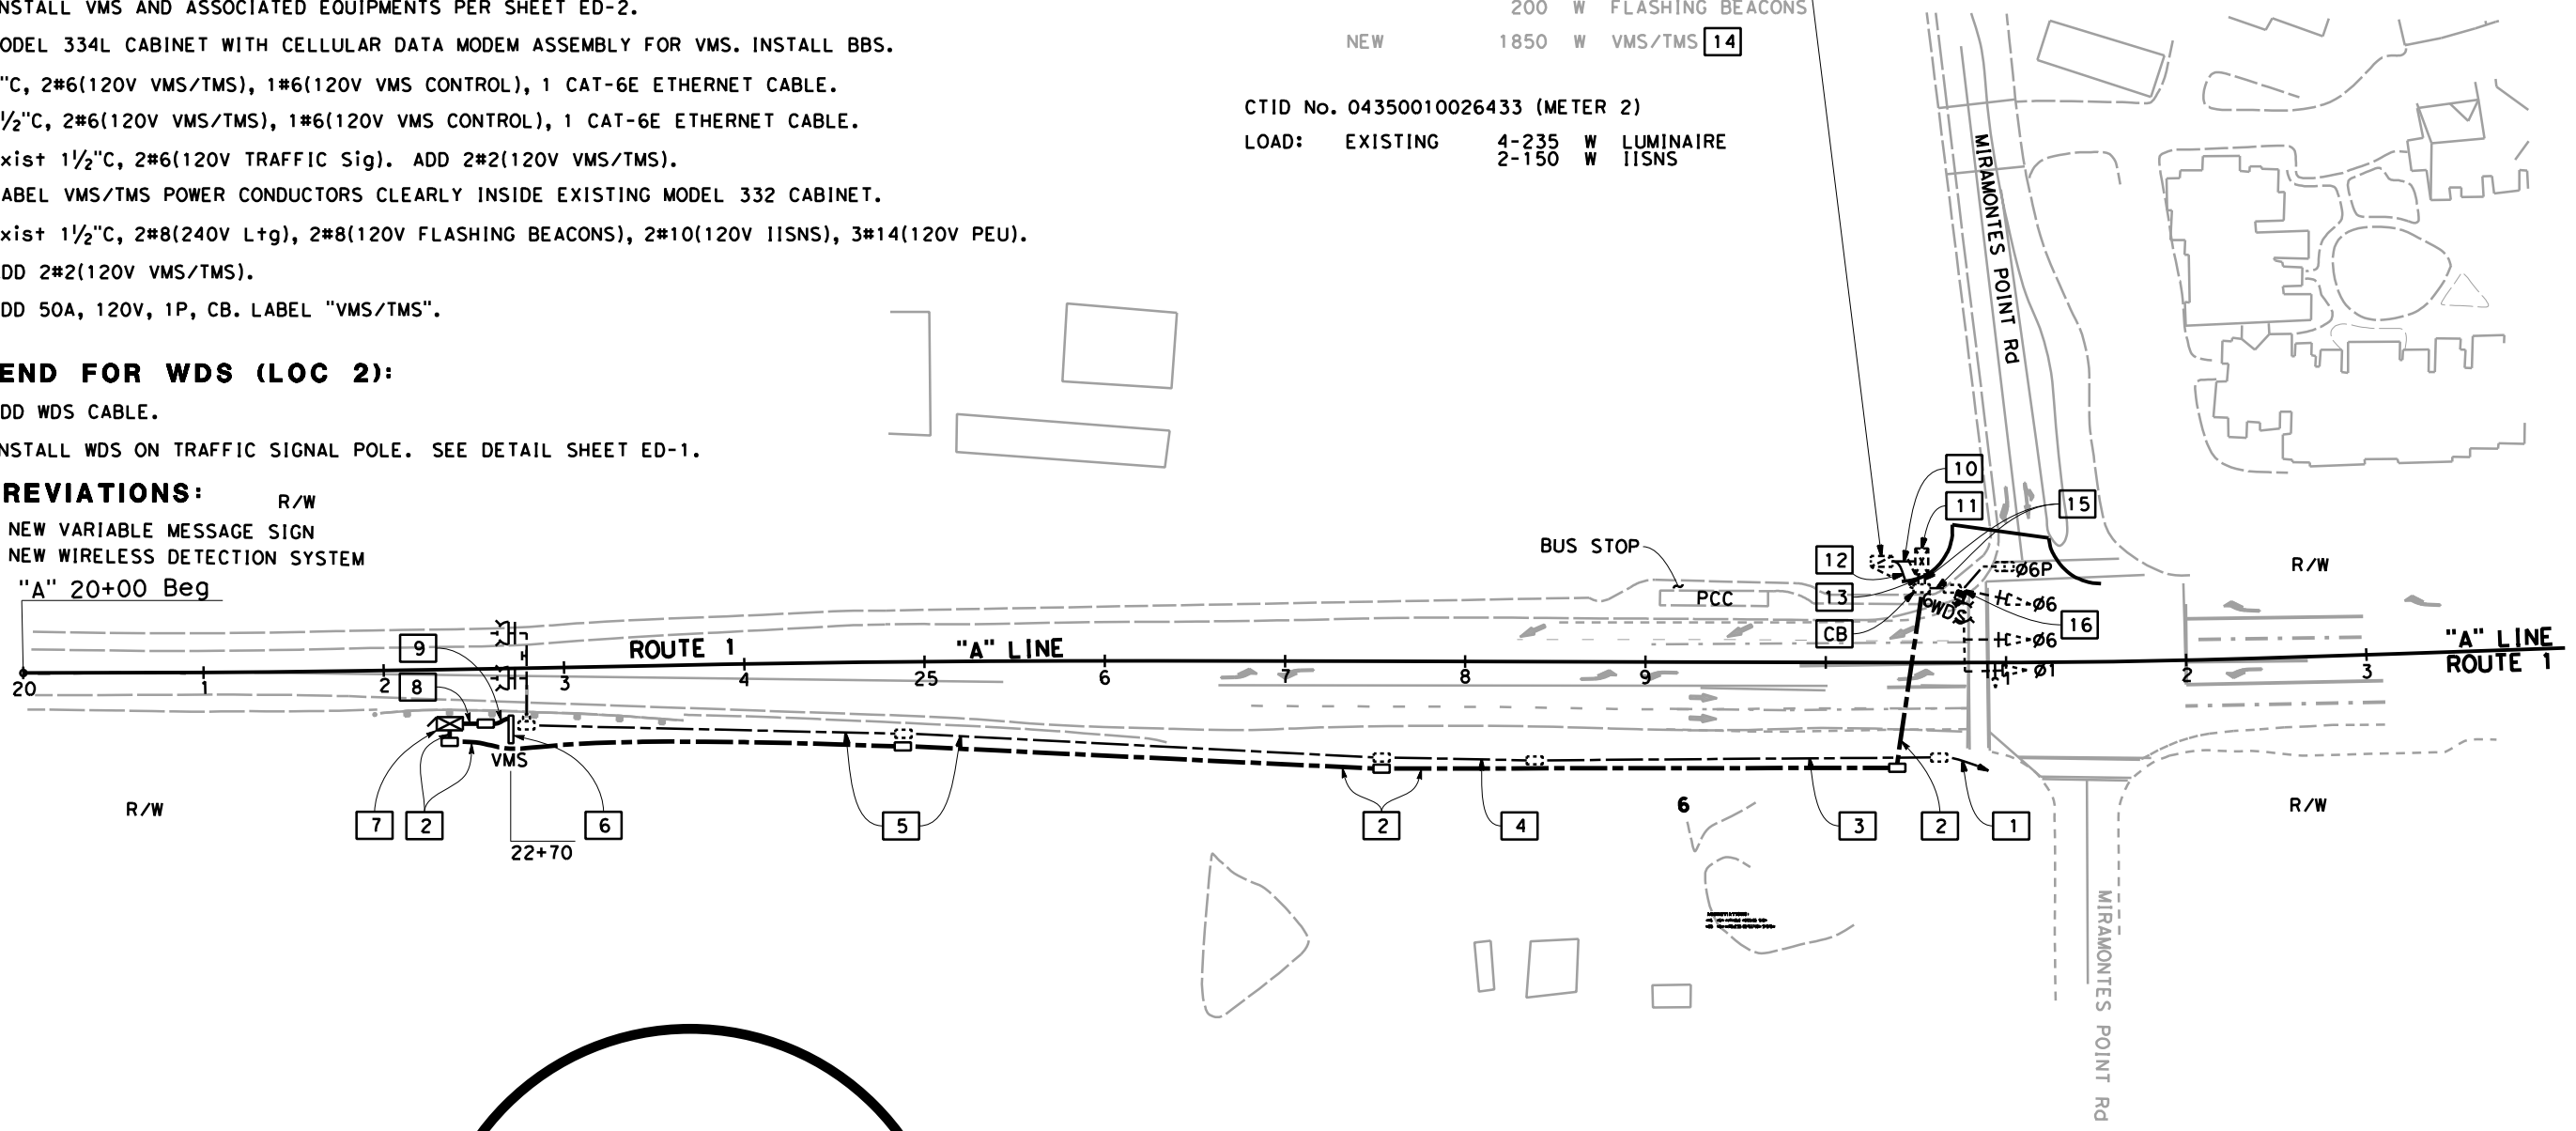 NSTALL VMS AND ASSOCIATED EQUIPMENTS PER SHEET ED-2.
ODEL 334L CABINET WITH CELLULAR DATA MODEM ASSEMBLY FOR VMS. INSTALL BBS.
"C, 2#6(120V VMS/TMS), 1#6(120V VMS CONTROL), 1 CAT-6E ETHERNET CABLE.
1/2"C, 2#6(120V VMS/TMS), 1#6(120V VMS CONTROL), 1 CAT-6E ETHERNET CABLE.
xist 1 1/2"C, 2#6(120V TRAFFIC Sig). ADD 2#2(120V VMS/TMS).
ABEL VMS/TMS POWER CONDUCTORS CLEARLY INSIDE EXISTING MODEL 332 CABINET.
xist 1 1/2"C, 2#8(240V Ltg), 2#8(120V FLASHING BEACONS), 2#10(120V IISNS), 3#14(120V PEU).
DD 2#2(120V VMS/TMS).
DD 50A, 120V, 1P, CB. LABEL "VMS/TMS".
END FOR WDS (LOC 2):
DD WDS CABLE.
NSTALL WDS ON TRAFFIC SIGNAL POLE. SEE DETAIL SHEET ED-1.
REVIATIONS:
NEW VARIABLE MESSAGE SIGN
NEW WIRELESS DETECTION SYSTEM
R/W
200 W FLASHING BEACONS
NEW 1850 W VMS/TMS 14
CTID No. 04350010026433 (METER 2)
LOAD: EXISTING 4-235 W LUMINAIRE
2-150 W IISNS
MIRAMONTES POINT Rd
10
11
15
BUS STOP
12
13
CB
PCC
WDS
Ø6P
Ø6
16
Ø6
Ø1
R/W
"A" 20+00 Beg
9
8
ROUTE 1
"A" LINE
"A" LINE
ROUTE 1
20
1
2
3
4
25
6
7
8
9
1
2
3
VMS
R/W
7
2
6
22+70
5
2
4
6
3
2
1
R/W
MIRAMONTES POINT Rd